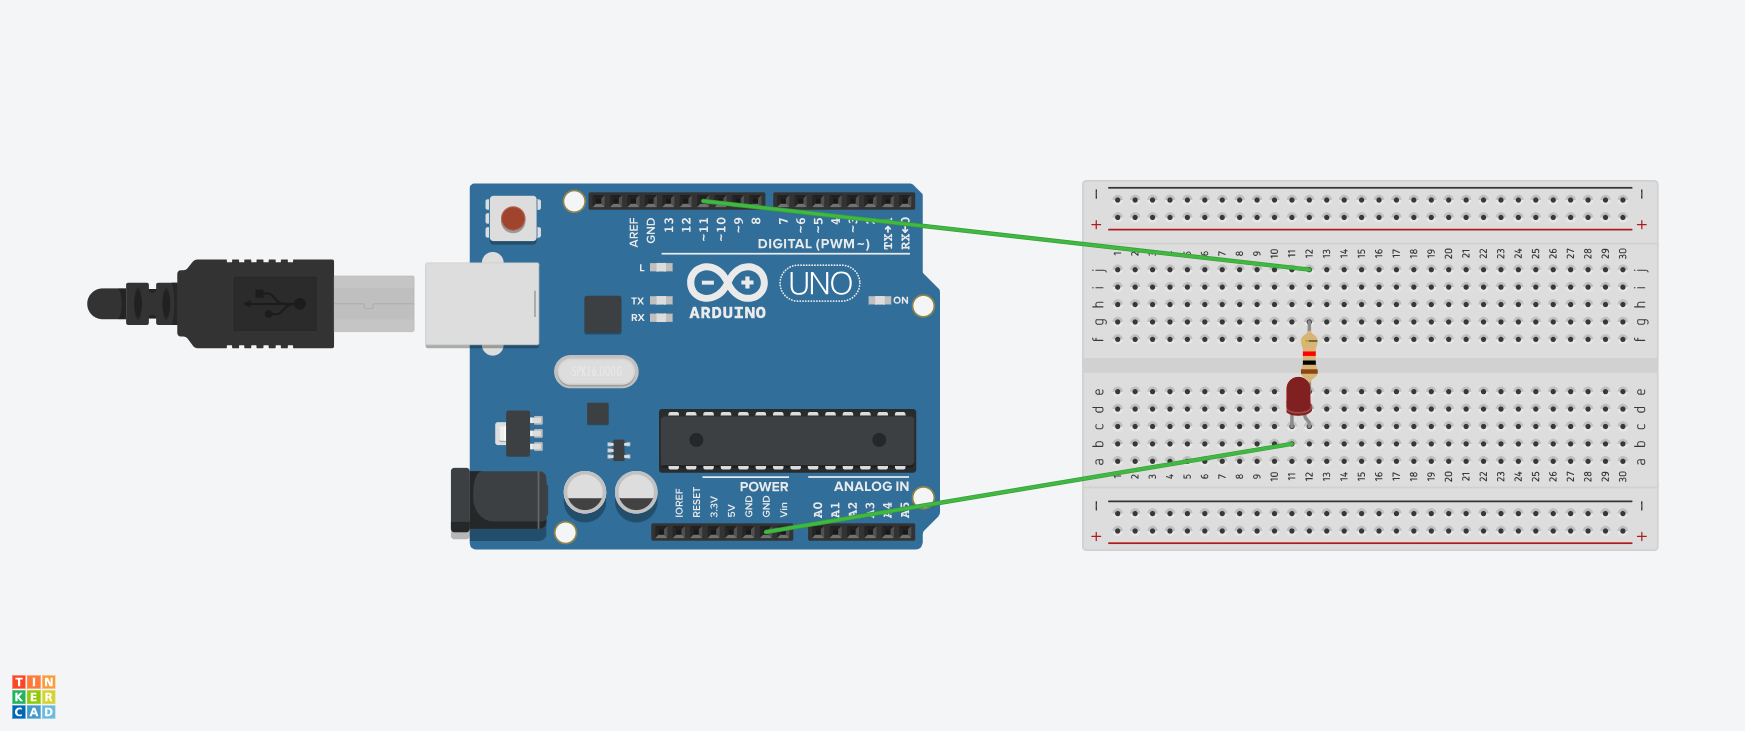 AREF
GND
13
12
~11
~10
~9
8
7
~6
~5
4
~3
TX→1
RX←0
DIGITAL (PWM~)
L
TX
RX
ON
UNO
ARDUINO
SPK16.000G
POWER
ANALOG IN
IOREF
RESET
3.3V
5V
GND
GND
Vin
A0
A1
A2
A3
A4
A5
− −
+ +
1 2 3 4 5 6 7 8 9 10 11 12 13 14 15 16 17 18 19 20 21 22 23 24 25 26 27 28 29 30
j j
i i
h h
g g
f f
e e
d d
c c
b b
a a
1 2 3 4 5 6 7 8 9 10 11 12 13 14 15 16 17 18 19 20 21 22 23 24 25 26 27 28 29 30
− −
+ +
TIN
KER
CAD